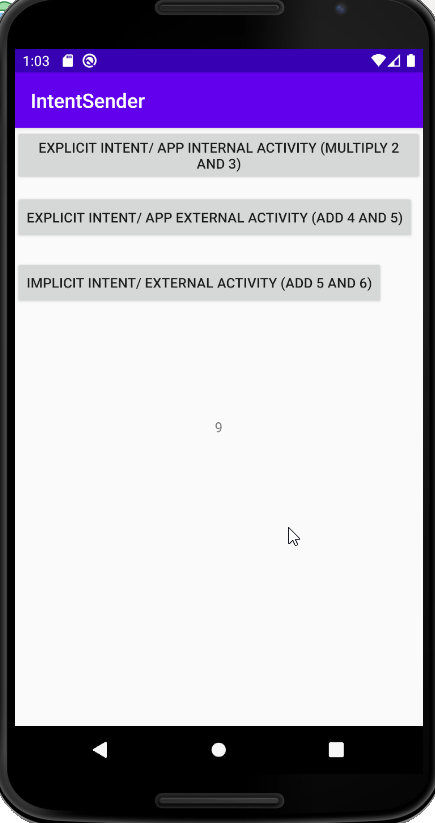 1:03
IntentSender
EXPLICIT INTENT/ APP INTERNAL ACTIVITY (MULTIPLY 2
AND 3)
EXPLICIT INTENT/ APP EXTERNAL ACTIVITY (ADD 4 AND 5)
IMPLICIT INTENT/ EXTERNAL ACTIVITY (ADD 5 AND 6)
9